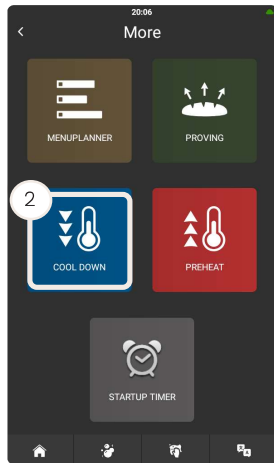 20:06
More
MENUPLANNER
PROVING
2
COOL DOWN
PREHEAT
STARTUP TIMER